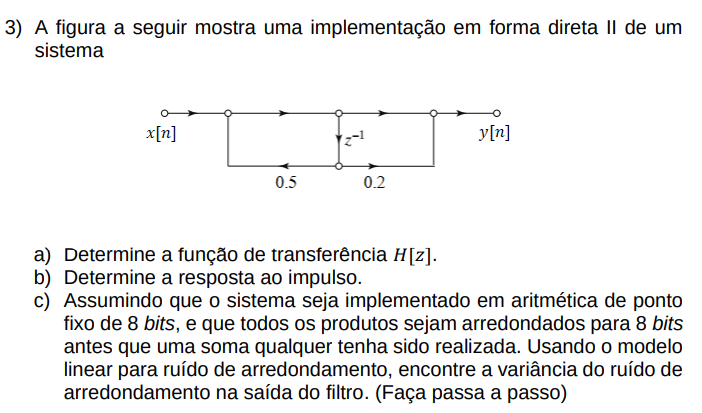 3) A figura a seguir mostra uma implementação em forma direta II de um
sistema
x[n]
z⁻¹
y[n]
0.5
0.2
a) Determine a função de transferência H[z].
b) Determine a resposta ao impulso.
c) Assumindo que o sistema seja implementado em aritmética de ponto
fixo de 8 bits, e que todos os produtos sejam arredondados para 8 bits
antes que uma soma qualquer tenha sido realizada. Usando o modelo
linear para ruído de arredondamento, encontre a variância do ruído de
arredondamento na saída do filtro. (Faça passa a passo)